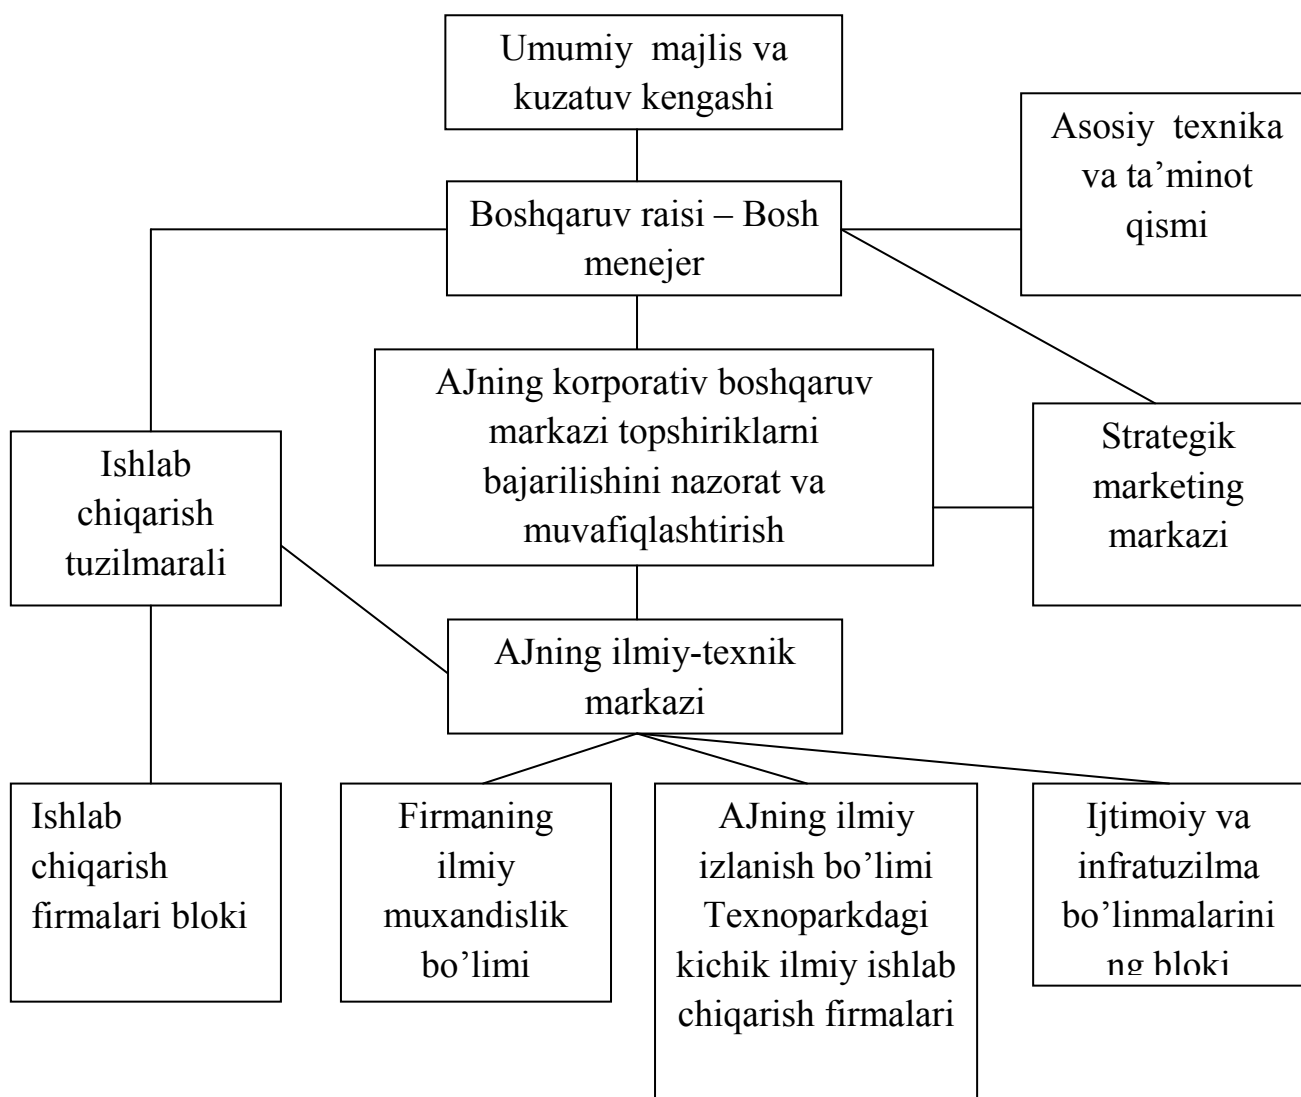 Umumiy majlis va
kuzatuv kengashi
Asosiy texnika
va ta’minot
qismi
Boshqaruv raisi – Bosh
menejer
AJning korporativ boshqaruv
markazi topshiriklarni
bajarilishini nazorat va
muvafiqlashtirish
Strategik
marketing
markazi
Ishlab
chiqarish
tuzilmarali
AJning ilmiy-texnik
markazi
Ishlab
chiqarish
firmalari bloki
Firmaning
ilmiy
muxandislik
bo’limi
AJning ilmiy
izlanish bo’limi
Texnoparkdagi
kichik ilmiy ishlab
chiqarish firmalari
Ijtimoiy va
infratuzilma
bo’linmalarini
ng bloki